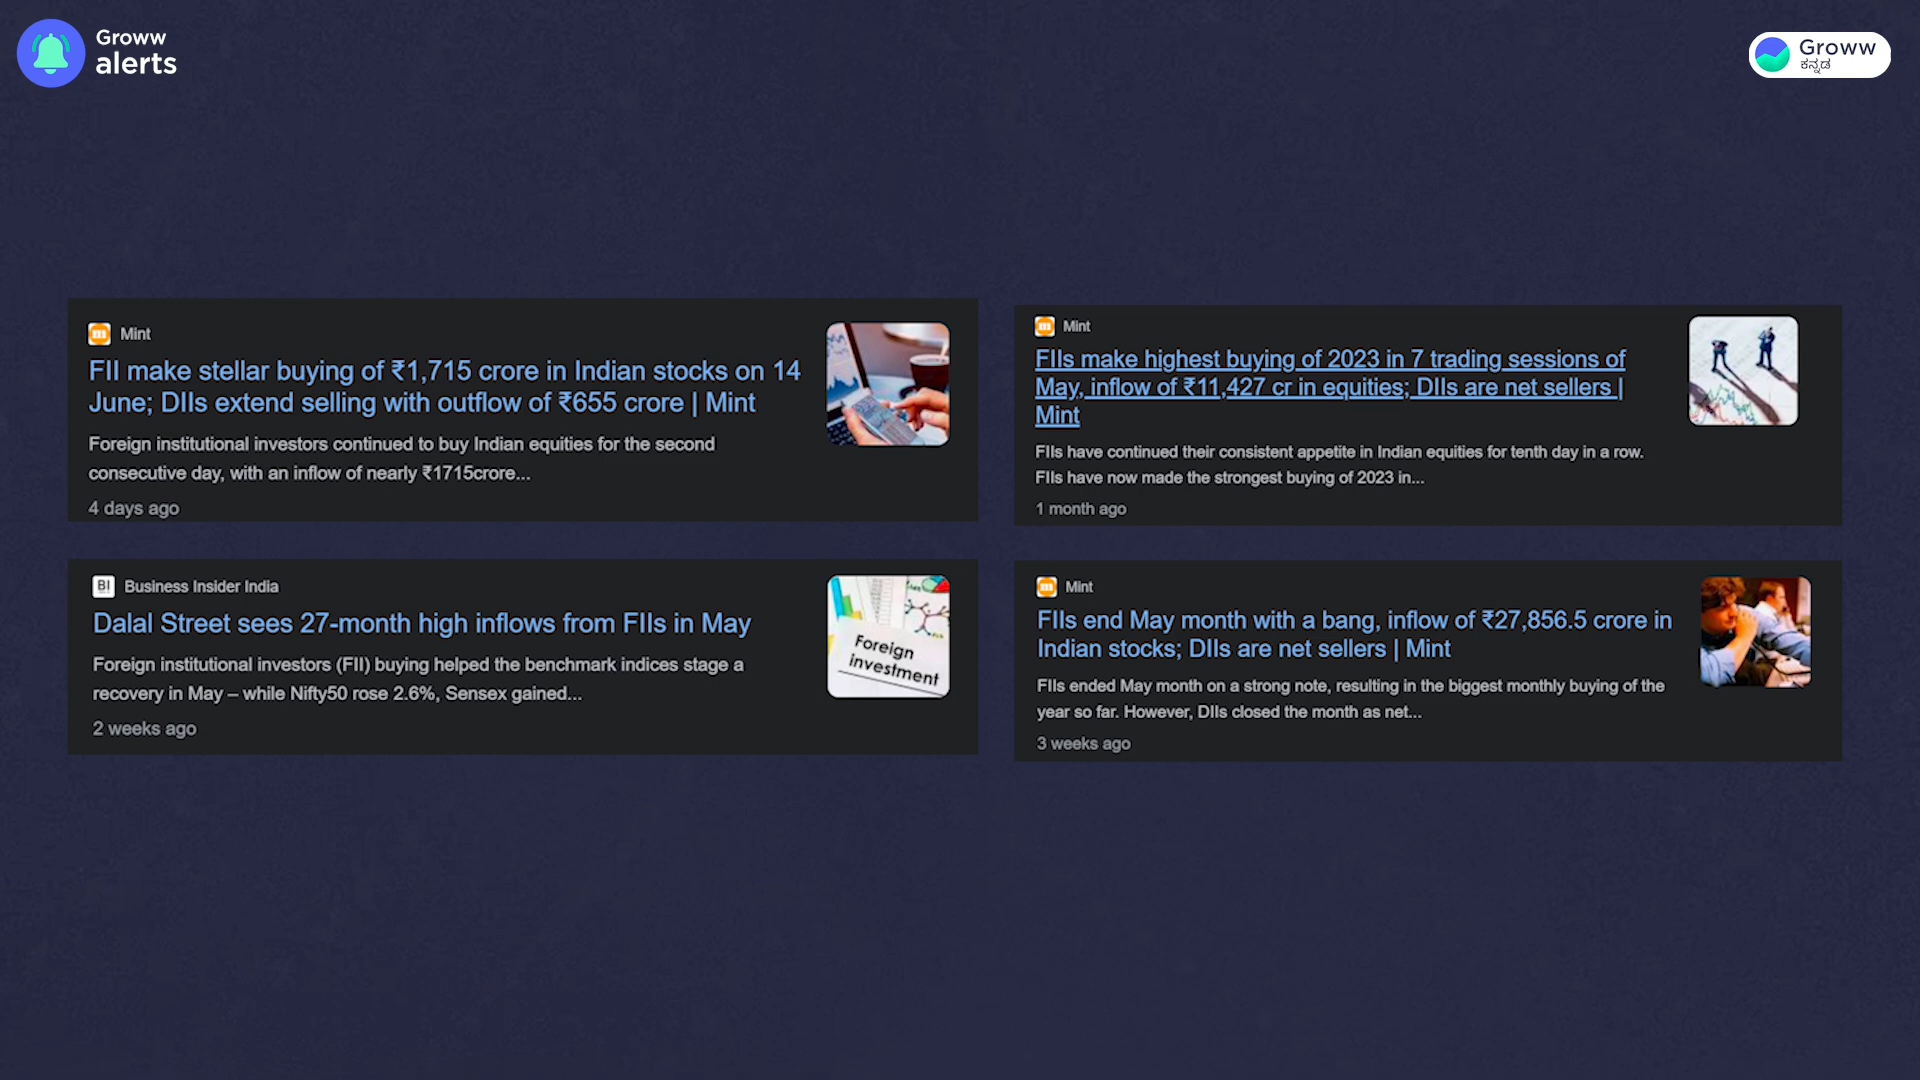 Groww
alerts
Groww
ಕನ್ನಡ
Mint
FII make stellar buying of ₹1,715 crore in Indian stocks on 14
June; DIIs extend selling with outflow of ₹655 crore | Mint
Foreign institutional investors continued to buy Indian equities for the second
consecutive day, with an inflow of nearly ₹1715crore...
4 days ago
Mint
FIIs make highest buying of 2023 in 7 trading sessions of
May, inflow of ₹11,427 cr in equities; DIIs are net sellers |
Mint
FIIs have continued their consistent appetite in Indian equities for tenth day in a row.
FIIs have now made the strongest buying of 2023 in...
1 month ago
BI Business Insider India
Dalal Street sees 27-month high inflows from FIIs in May
Foreign institutional investors (FII) buying helped the benchmark indices stage a
recovery in May – while Nifty50 rose 2.6%, Sensex gained...
2 weeks ago
Foreign
investment
Mint
FIIs end May month with a bang, inflow of ₹27,856.5 crore in
Indian stocks; DIIs are net sellers | Mint
FIIs ended May month on a strong note, resulting in the biggest monthly buying of the
year so far. However, DIIs closed the month as net...
3 weeks ago